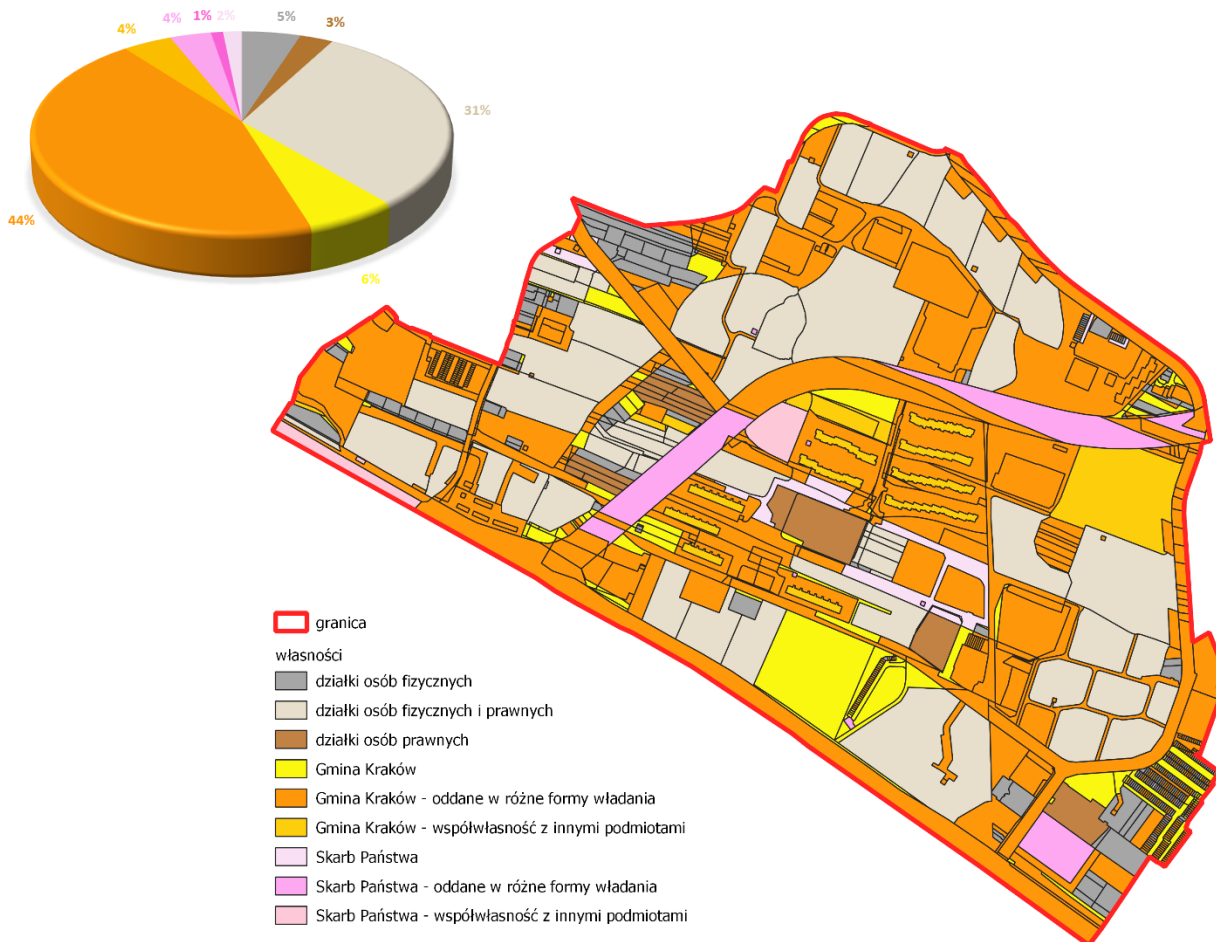 4%
4%
1%
2%
5%
3%
31%
44%
6%
granica
własności
działki osób fizycznych
działki osób fizycznych i prawnych
działki osób prawnych
Gmina Kraków
Gmina Kraków - oddane w różne formy władania
Gmina Kraków - współwłasność z innymi podmiotami
Skarb Państwa
Skarb Państwa - oddane w różne formy władania
Skarb Państwa - współwłasność z innymi podmiotami